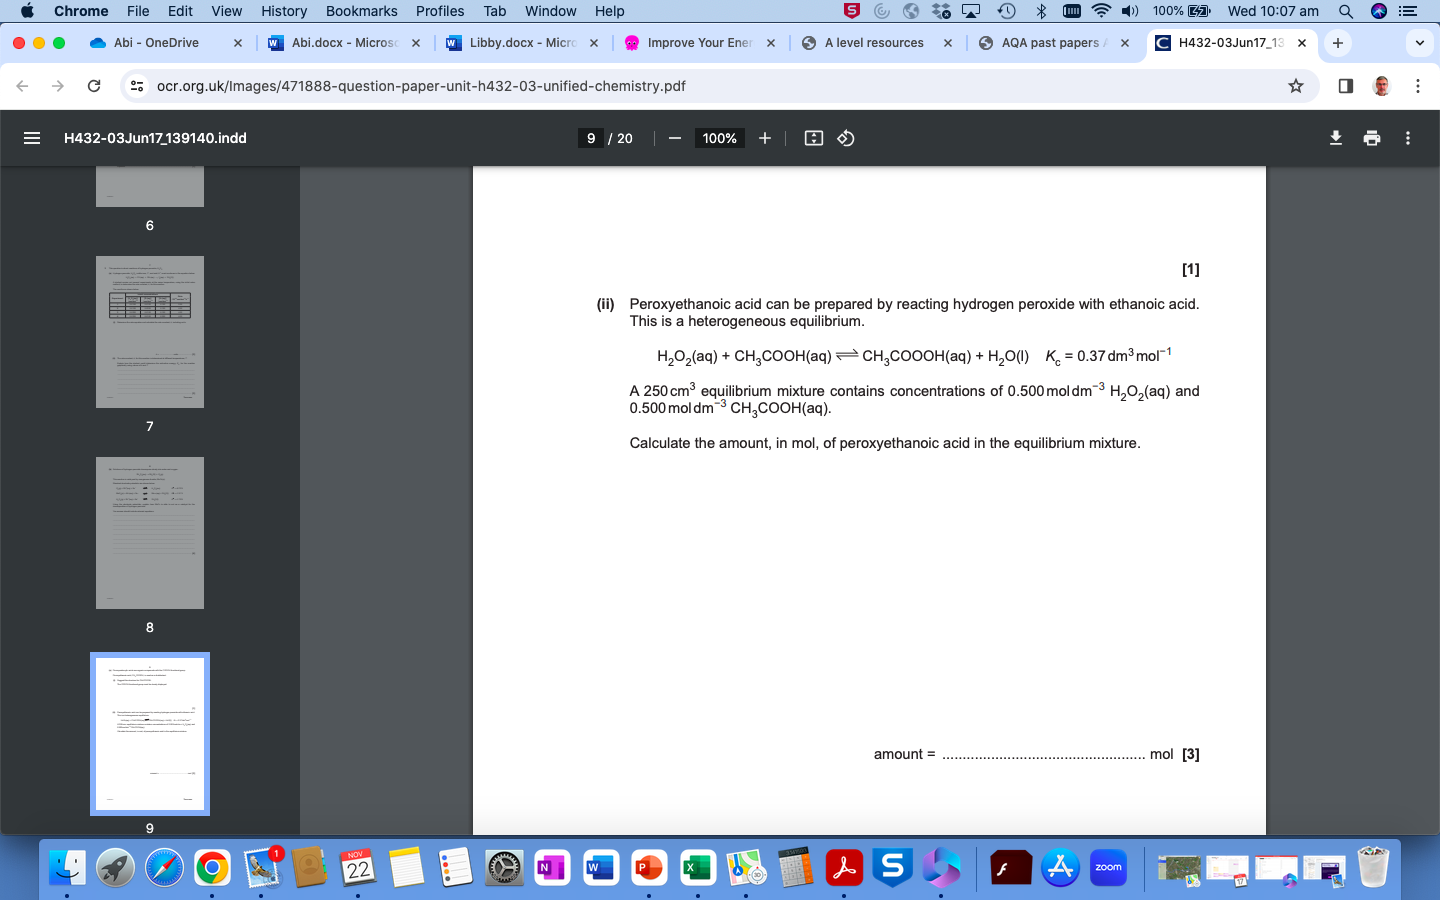 Chrome File Edit View History Bookmarks Profiles Tab Window Help 100% Wed 10:07 am
Abi - OneDrive Abi.docx - Micros Libby.docx - Micro Improve Your Ener A level resources AQA past papers A H432-03Jun17_13
ocr.org.uk/Images/471888-question-paper-unit-h432-03-unified-chemistry.pdf
H432-03Jun17_139140.indd 9 / 20 100%
6
7
8
9
[1]
(ii) Peroxyethanoic acid can be prepared by reacting hydrogen peroxide with ethanoic acid.
This is a heterogeneous equilibrium.
H₂O₂(aq) + CH₃COOH(aq) ⇌ CH₃COOOH(aq) + H₂O(l) Kc = 0.37 dm³ mol⁻¹
A 250 cm³ equilibrium mixture contains concentrations of 0.500 mol dm⁻³ H₂O₂(aq) and
0.500 mol dm⁻³ CH₃COOH(aq).
Calculate the amount, in mol, of peroxyethanoic acid in the equilibrium mixture.
amount = .................................................. mol [3]
1
NOV
22
N
W
P
X
3D
S
f
zoom
17